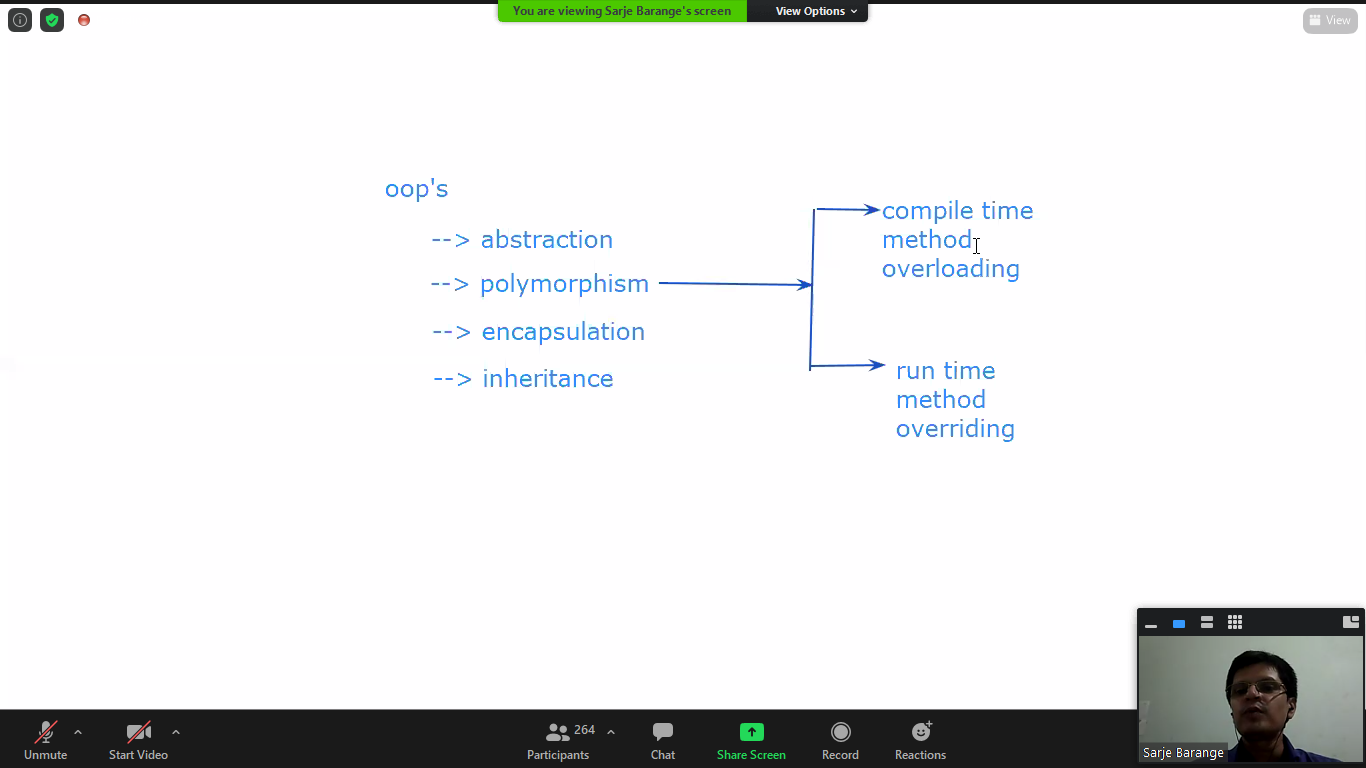 You are viewing Sarje Barange's screen
View Options
View
oop's
--> abstraction
--> polymorphism
--> encapsulation
--> inheritance
compile time
method
overloading
run time
method
overriding
Sarje Barange
Unmute
Start Video
264
Participants
Chat
Share Screen
Record
Reactions